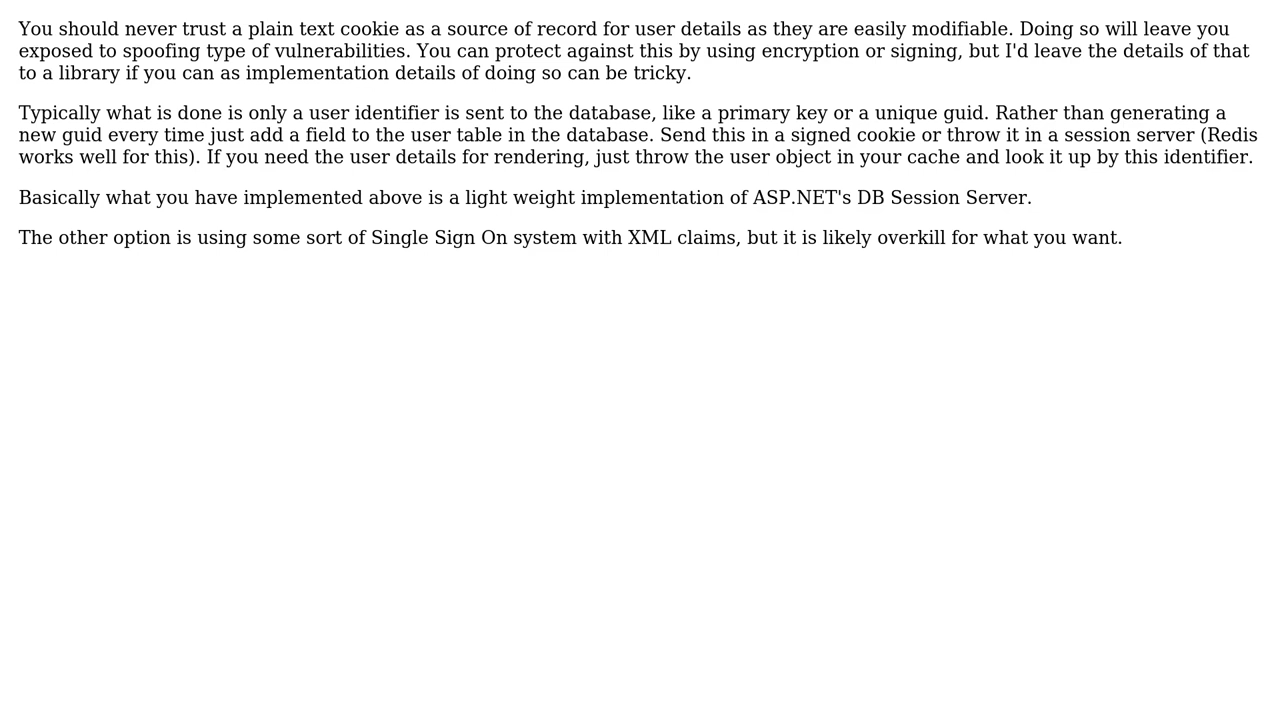 You should never trust a plain text cookie as a source of record for user details as they are easily modifiable. Doing so will leave you
exposed to spoofing type of vulnerabilities. You can protect against this by using encryption or signing, but I'd leave the details of that
to a library if you can as implementation details of doing so can be tricky.
Typically what is done is only a user identifier is sent to the database, like a primary key or a unique guid. Rather than generating a
new guid every time just add a field to the user table in the database. Send this in a signed cookie or throw it in a session server (Redis
works well for this). If you need the user details for rendering, just throw the user object in your cache and look it up by this identifier.
Basically what you have implemented above is a light weight implementation of ASP.NET's DB Session Server.
The other option is using some sort of Single Sign On system with XML claims, but it is likely overkill for what you want.